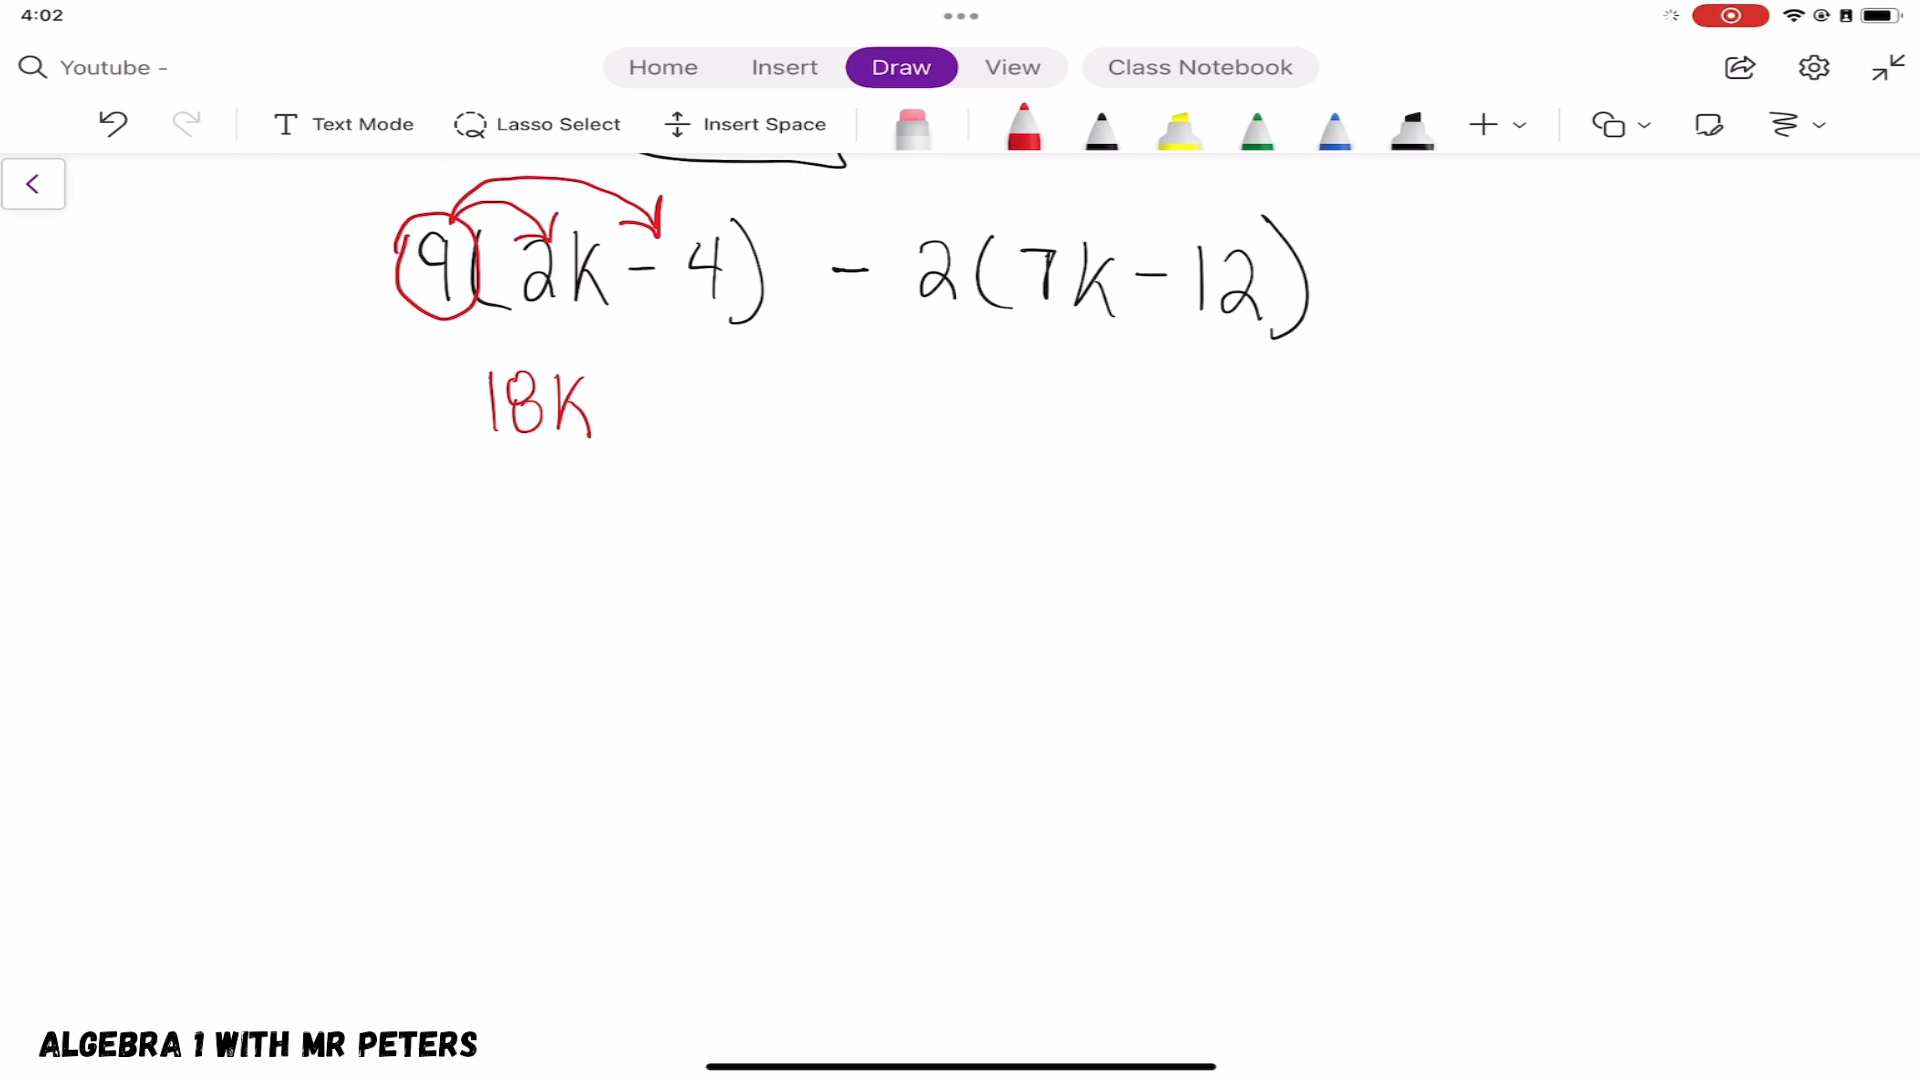 4:02
Youtube -
Home Insert Draw View Class Notebook
Text Mode Lasso Select Insert Space
9(2k - 4) - 2(7k - 12)
18k
ALGEBRA 1 WITH MR PETERS